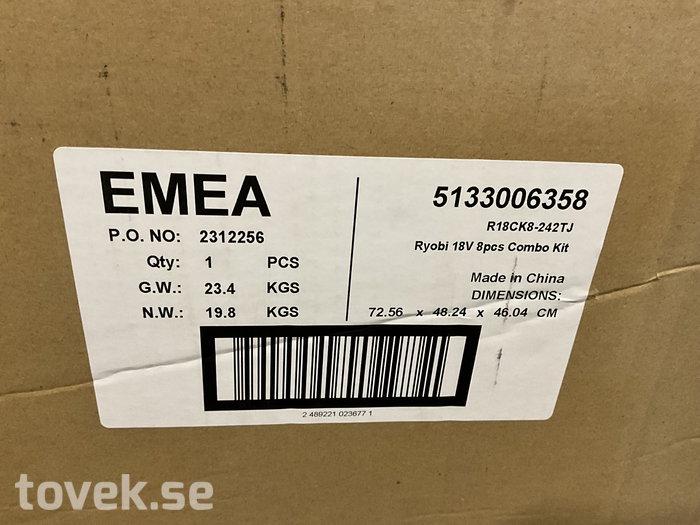 EMEA
P.O. NO: 2312256
Qty: 1 PCS
G.W.: 23.4 KGS
N.W.: 19.8 KGS
5133006358
R18CK8-242TJ
Ryobi 18V 8pcs Combo Kit
Made in China
DIMENSIONS:
72.56 x 48.24 x 46.04 CM
2 489221 023677 1
tovek.se